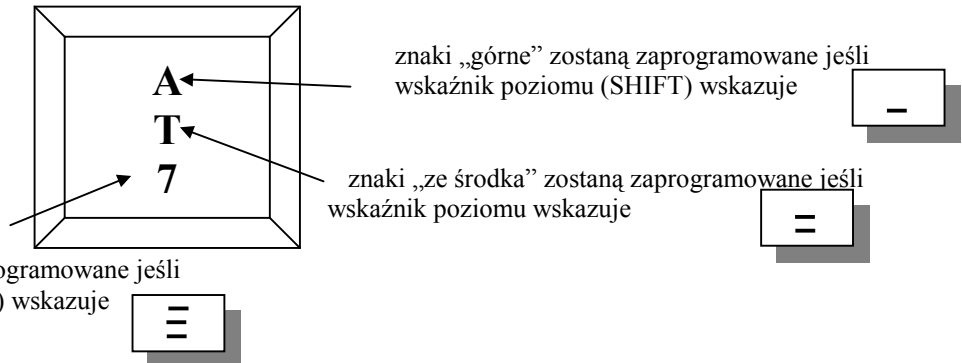 znaki „górne” zostaną zaprogramowane jeśli
wskaźnik poziomu (SHIFT) wskazuje
A
T
7
znaki „ze środka” zostaną zaprogramowane jeśli
wskaźnik poziomu wskazuje
ogramowane jeśli
) wskazuje